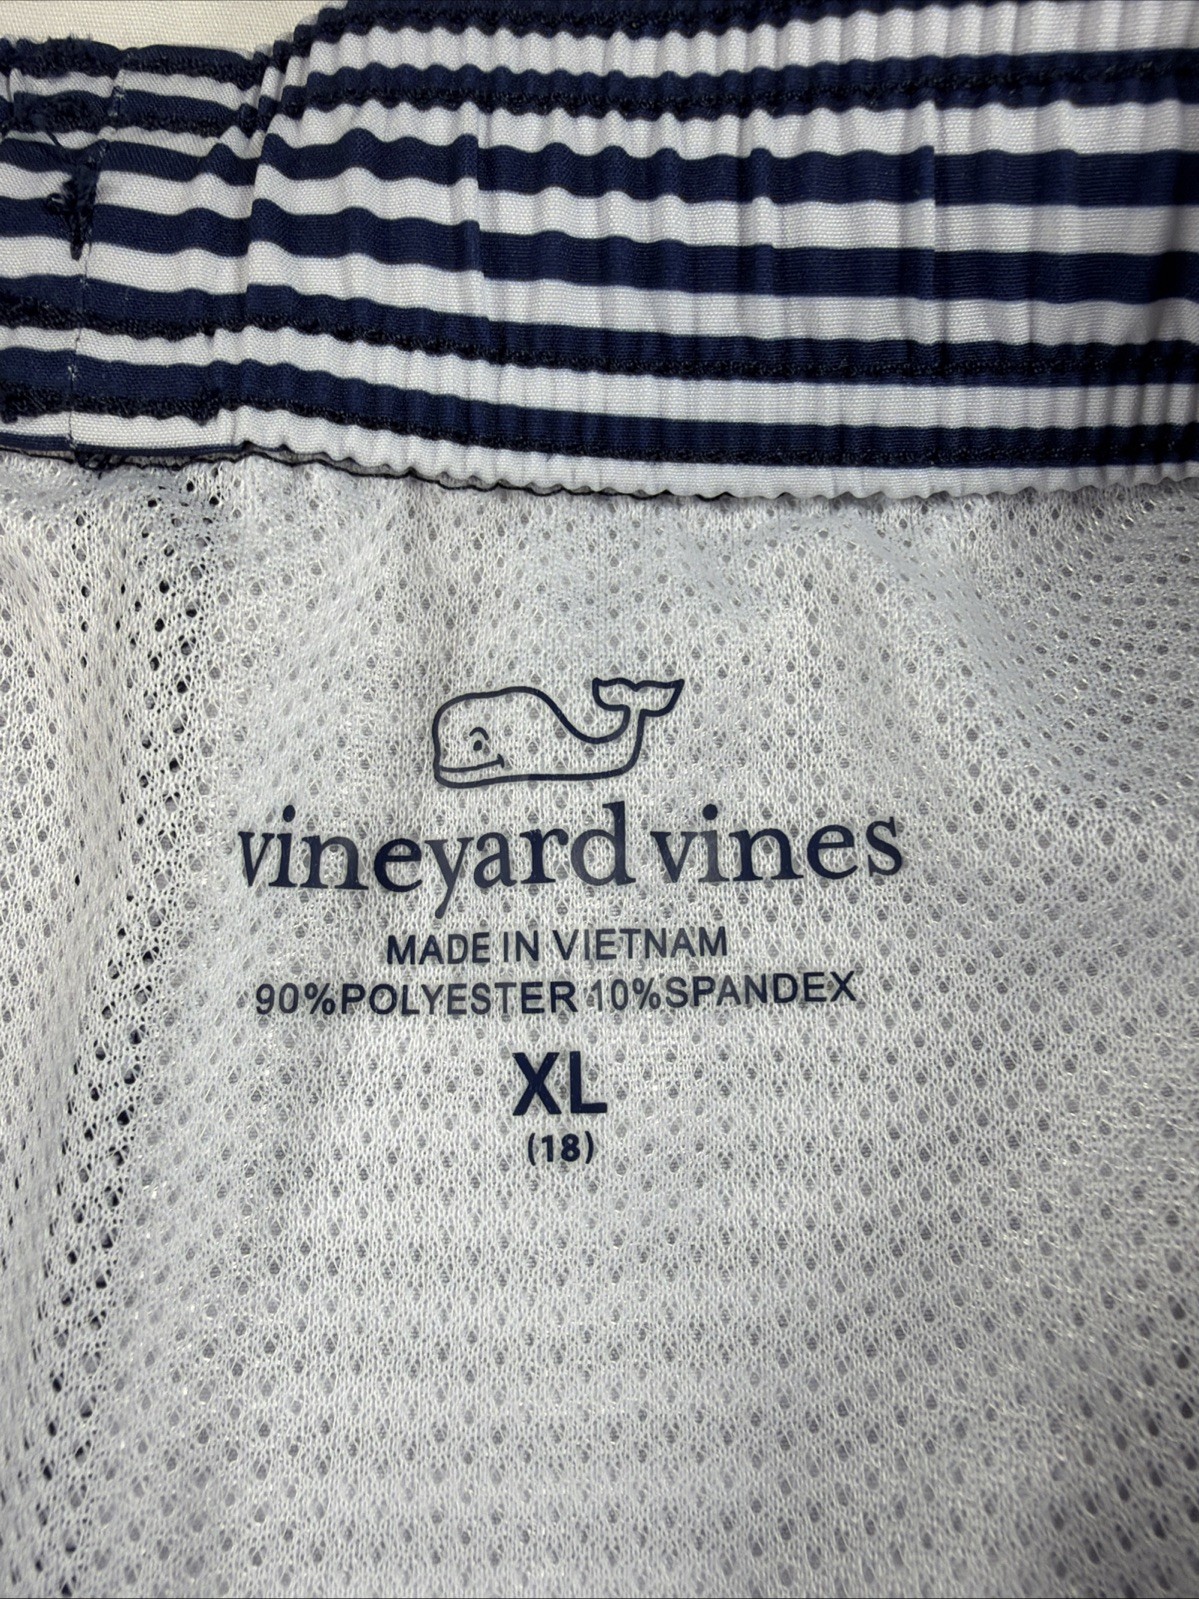 vineyard vines
MADE IN VIETNAM
90%POLYESTER 10%SPANDEX
XL
(18)